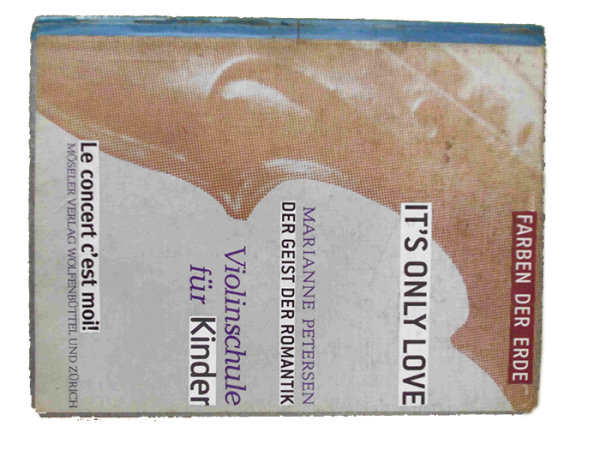 FARBEN DER ERDE
IT'S ONLY LOVE
MARIANNE PETERSEN
DER GEIST DER ROMANTIK
Violinschule
für Kinder
Le concert c'est moi!
MÖSELER VERLAG WOLFENBÜTTEL UND ZÜRICH